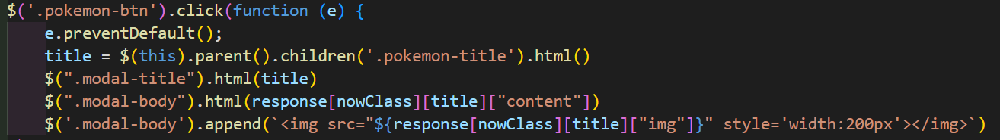 $('.pokemon-btn').click(function (e) {
    e.preventDefault();
    title = $(this).parent().children('.pokemon-title').html()
    $(".modal-title").html(title)
    $(".modal-body").html(response[nowClass][title]["content"])
    $('.modal-body').append(`<img src="${response[nowClass][title]["img"]}" style='width:200px'></img>`)